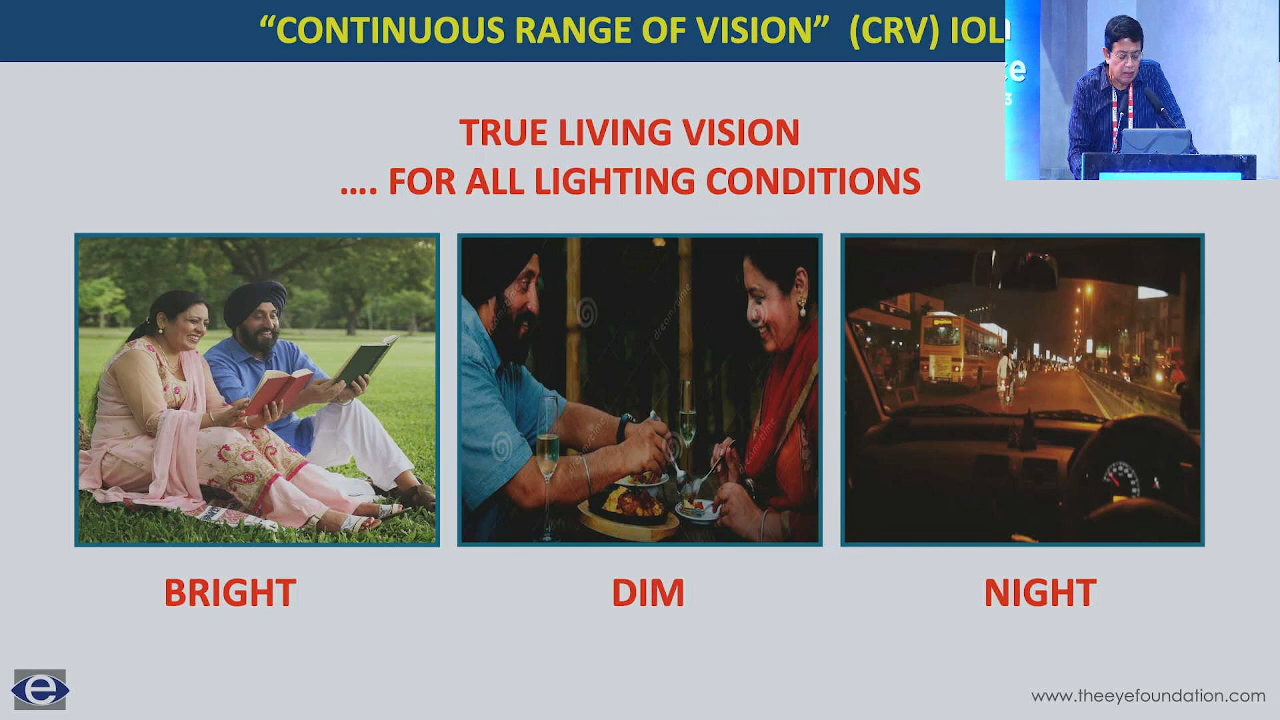 “CONTINUOUS RANGE OF VISION” (CRV) IOL
TRUE LIVING VISION
.... FOR ALL LIGHTING CONDITIONS
BRIGHT
DIM
NIGHT
e
www.theeyefoundation.com